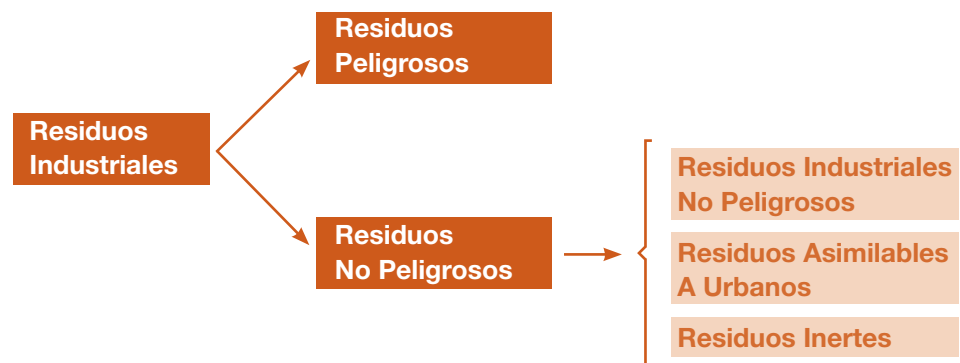 Residuos
Peligrosos
Residuos
Industriales
Residuos
No Peligrosos
Residuos Industriales
No Peligrosos
Residuos Asimilables
A Urbanos
Residuos Inertes